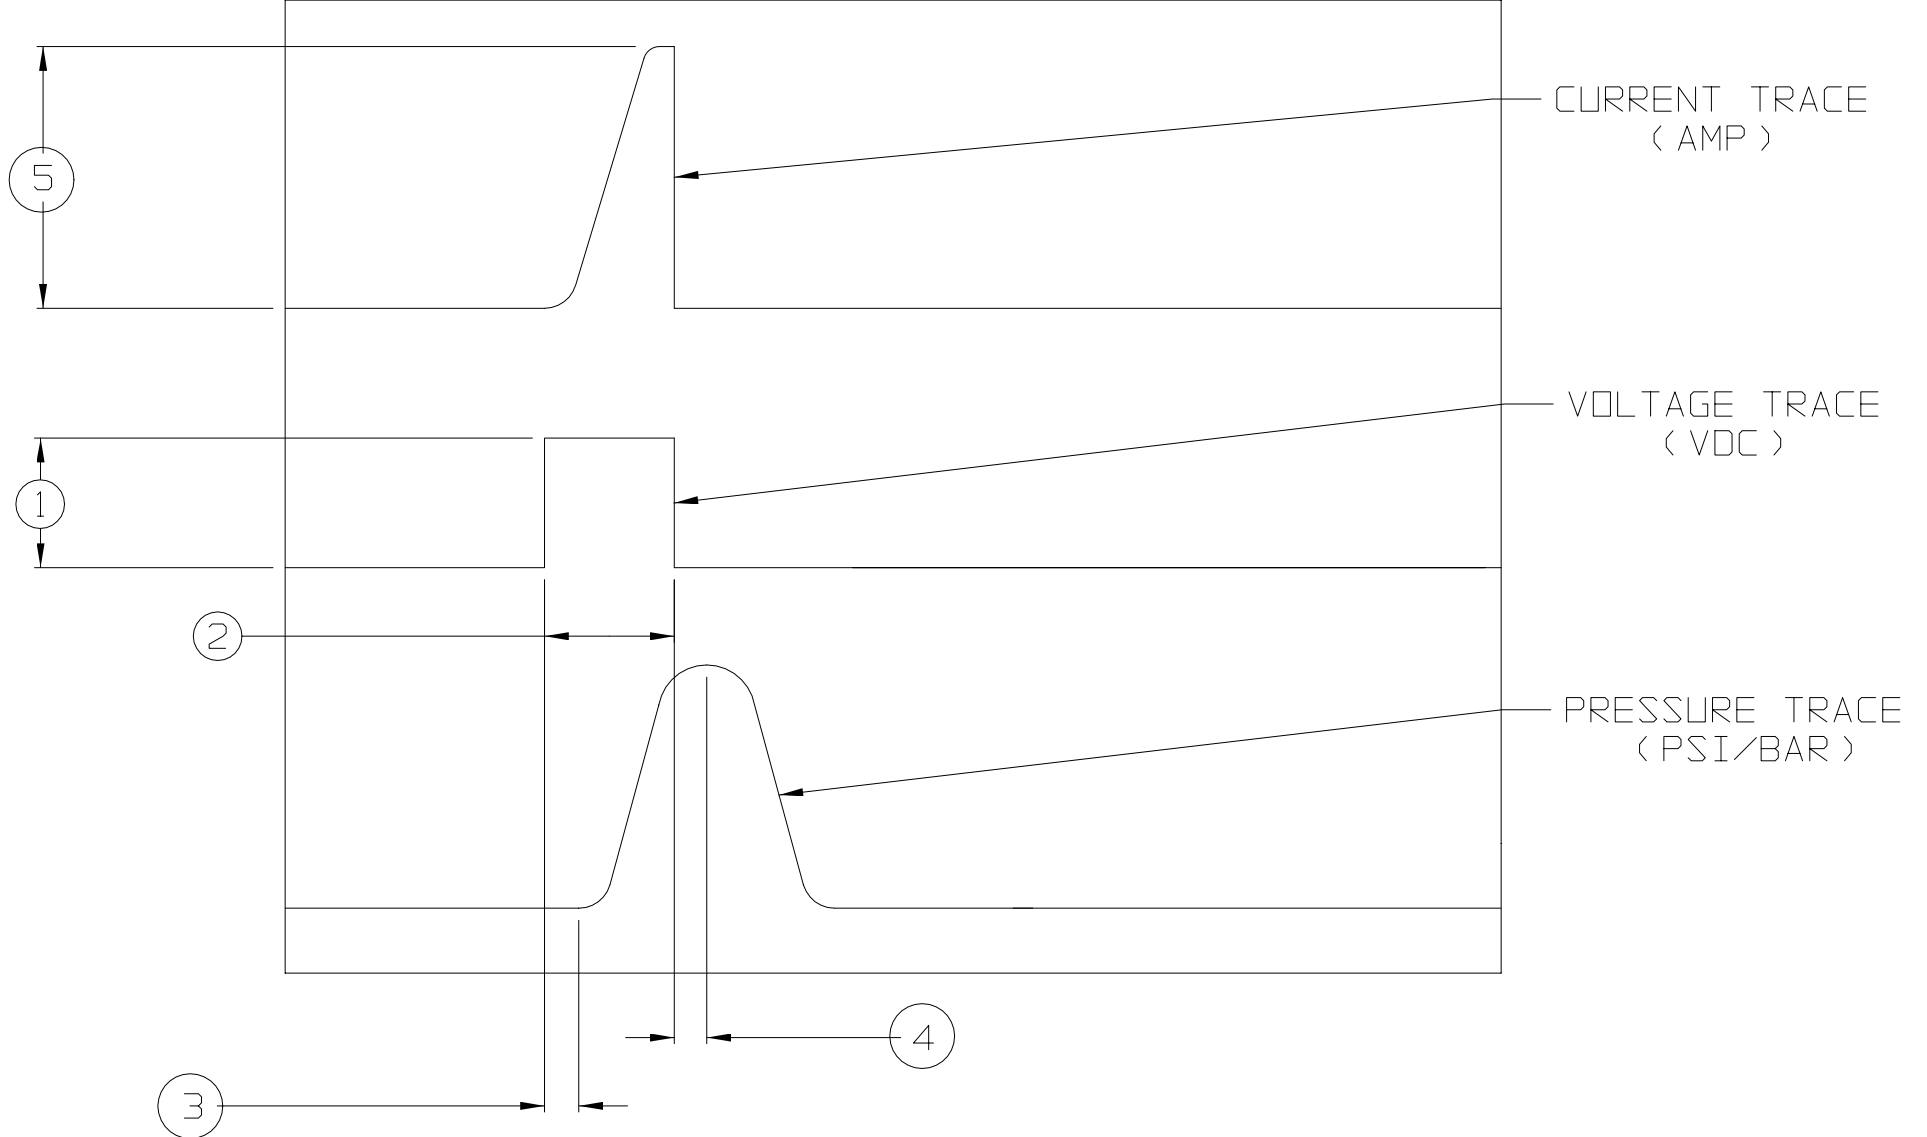 CURRENT TRACE
(AMP)
5
VOLTAGE TRACE
(VDC)
1
2
PRESSURE TRACE
(PSI/BAR)
4
3